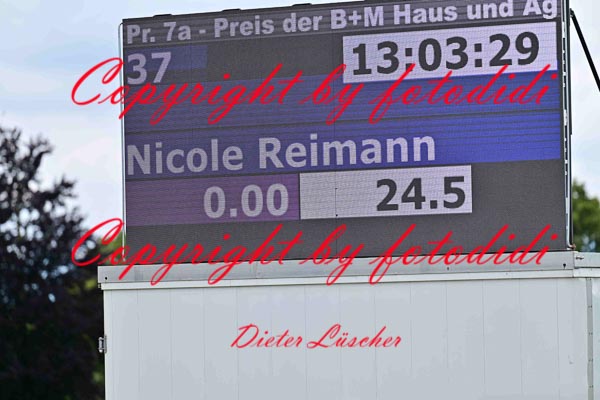 Pr. 7a - Preis der B+M Haus und Ag
37
13:03:29
Copyright by fotodidi
Nicole Reimann
0.00
24.5
Copyright by fotodidi
Dieter Lüscher